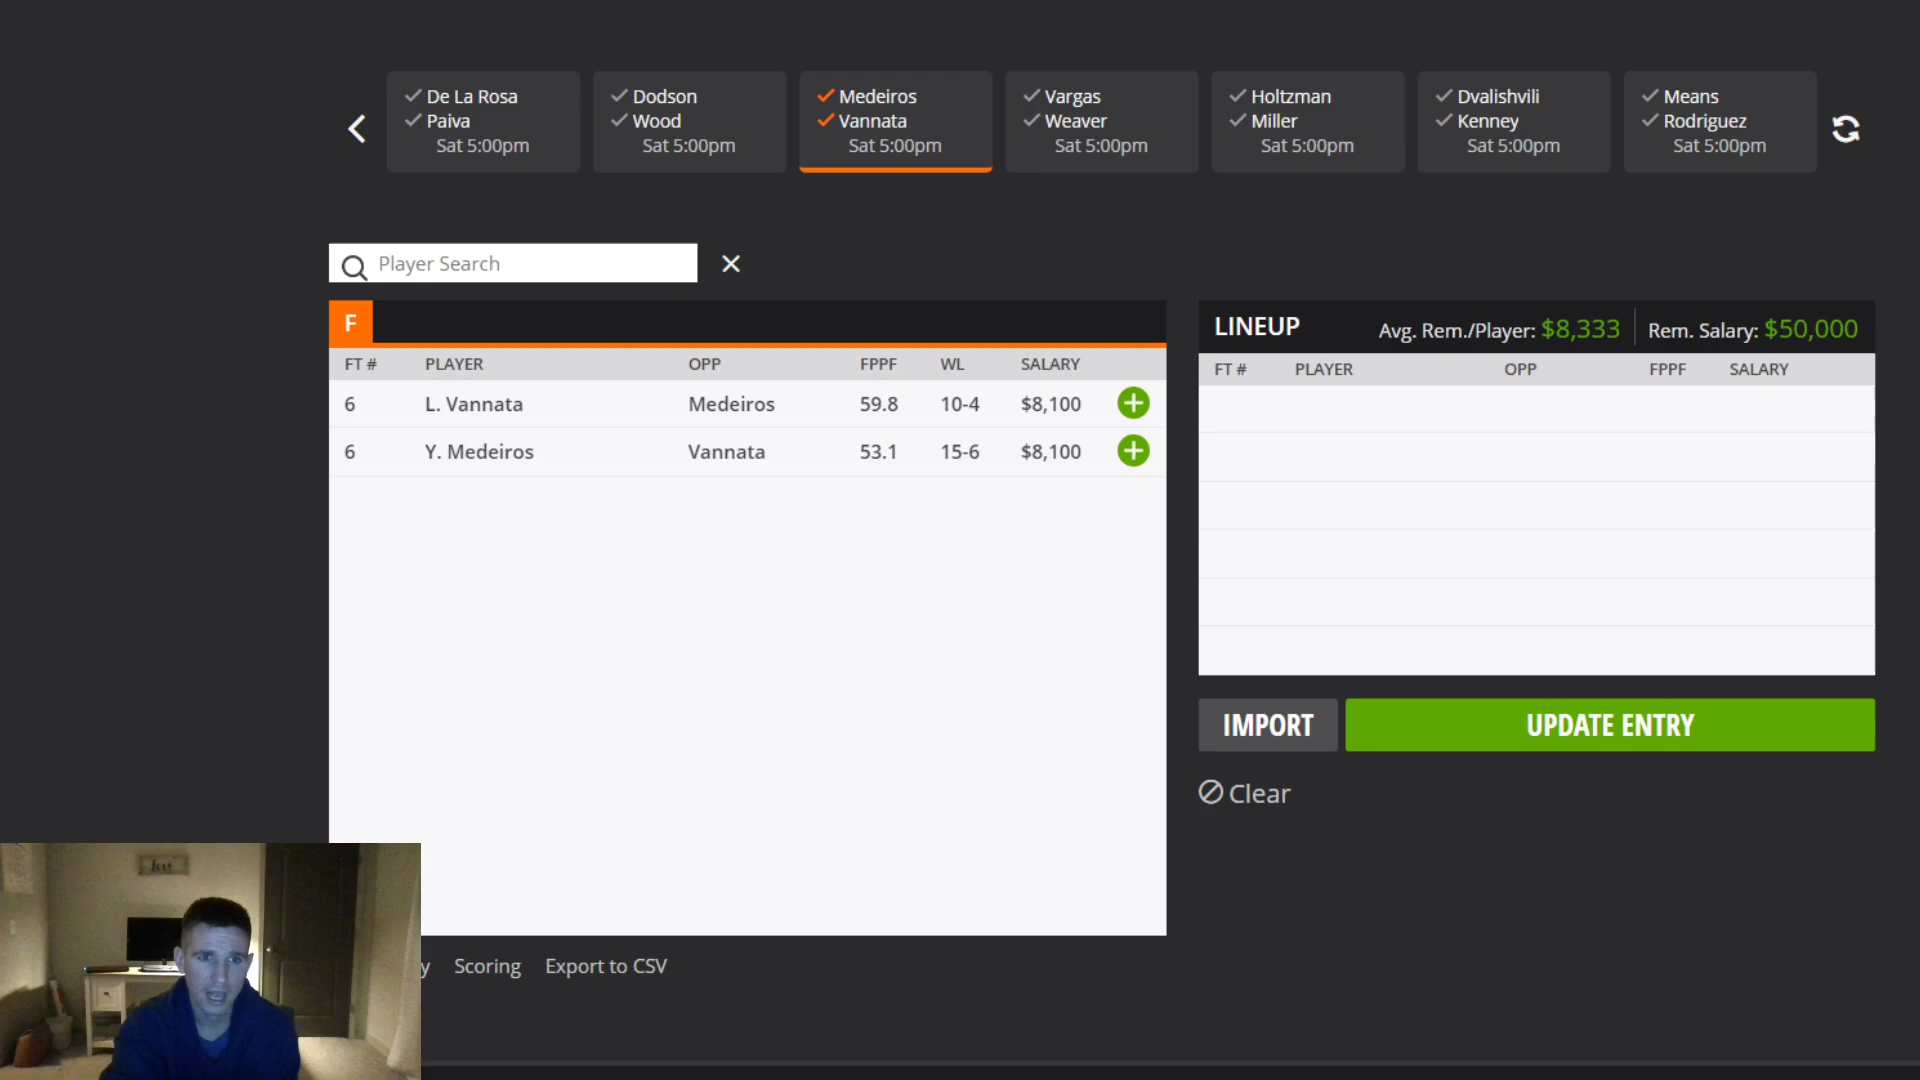 De La Rosa
Paiva
Sat 5:00pm
Dodson
Wood
Sat 5:00pm
Medeiros
Vannata
Sat 5:00pm
Vargas
Weaver
Sat 5:00pm
Holtzman
Miller
Sat 5:00pm
Dvalishvili
Kenney
Sat 5:00pm
Means
Rodriguez
Sat 5:00pm
Player Search
F
FT # PLAYER OPP FPPF WL SALARY
6 L. Vannata Medeiros 59.8 10-4 $8,100
6 Y. Medeiros Vannata 53.1 15-6 $8,100
LINEUP Avg. Rem./Player: $8,333 Rem. Salary: $50,000
FT # PLAYER OPP FPPF SALARY
IMPORT UPDATE ENTRY
Clear
y Scoring Export to CSV